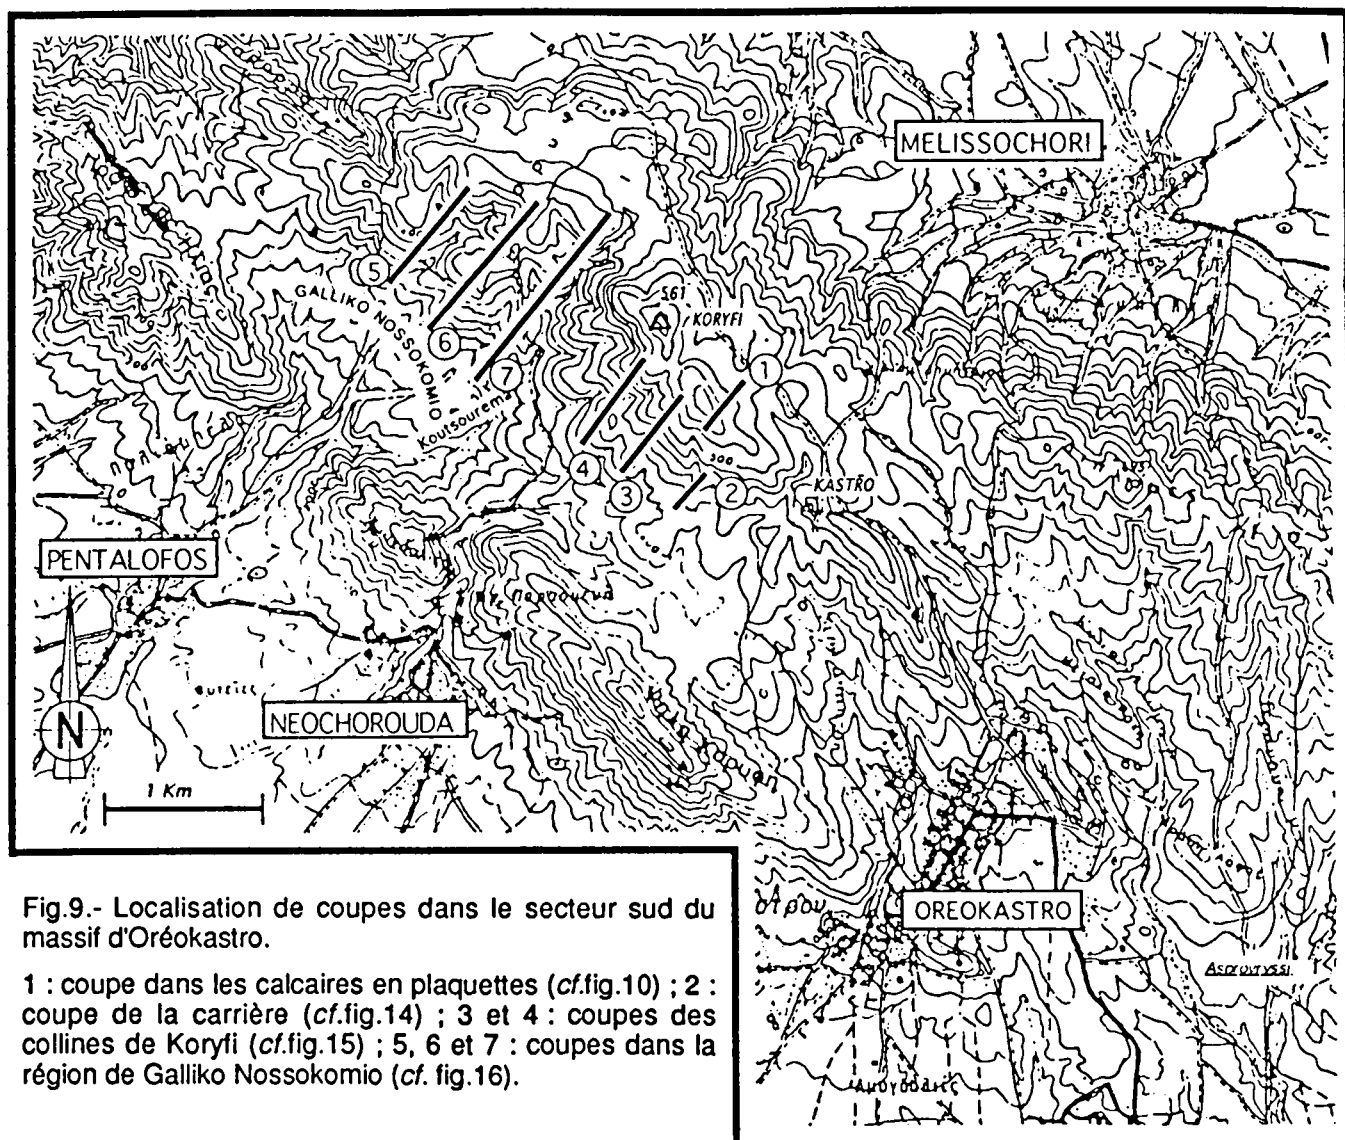 MELISSOCHORI
561
KORYFI
5
GALLIKO NOSSOKOMIO
6
7
1
Koutsourema
300
4
3
2
KASTRO
PENTALOFOS
N
NEOCHOROUDA
1 Km
OREOKASTRO
Fig.9.- Localisation de coupes dans le secteur sud du
massif d'Oréokastro.
1 : coupe dans les calcaires en plaquettes (cf.fig.10) ; 2 :
coupe de la carrière (cf.fig.14) ; 3 et 4 : coupes des
collines de Koryfi (cf.fig.15) ; 5, 6 et 7 : coupes dans la
région de Galliko Nossokomio (cf. fig.16).